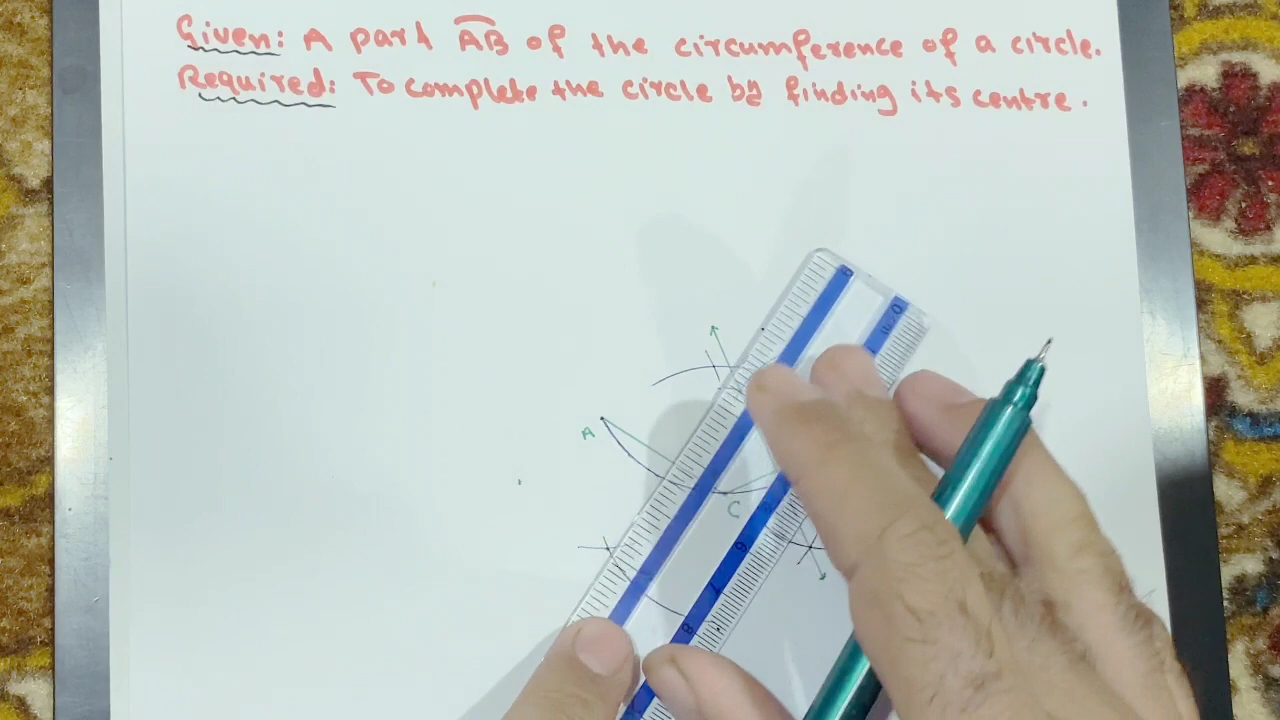 Given: A part AB of the circumference of a circle.
Required: To complete the circle by finding its centre.
A
C